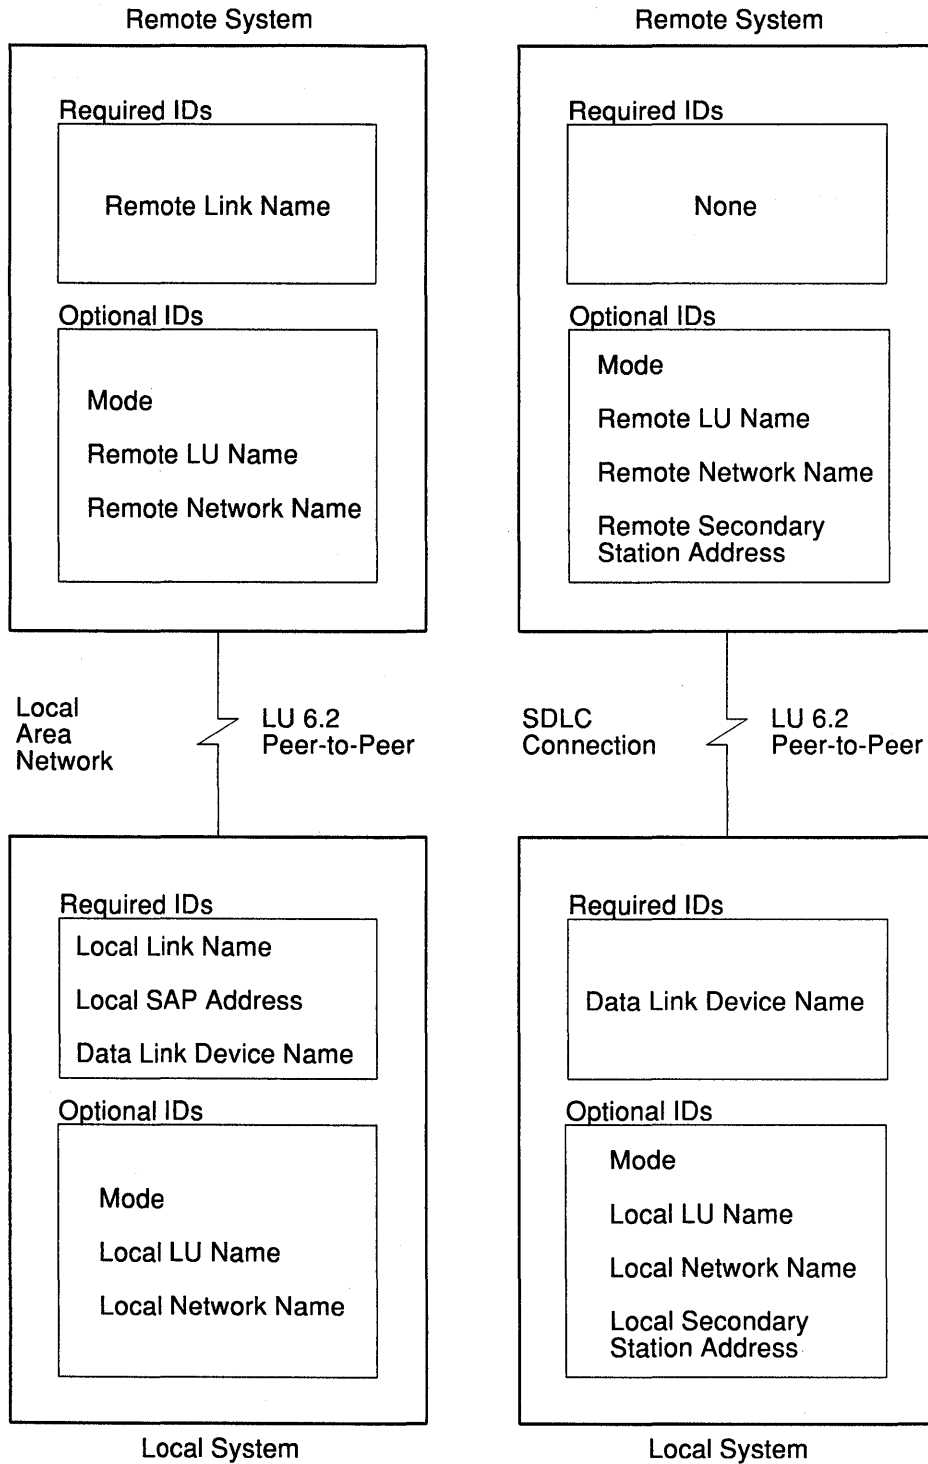 Remote System
Required IDs
Remote Link Name
Optional IDs
Mode
Remote LU Name
Remote Network Name
Local
Area
Network
LU 6.2
Peer-to-Peer
Required IDs
Local Link Name
Local SAP Address
Data Link Device Name
Optional IDs
Mode
Local LU Name
Local Network Name
Local System
Remote System
Required IDs
None
Optional IDs
Mode
Remote LU Name
Remote Network Name
Remote Secondary
Station Address
SDLC
Connection
LU 6.2
Peer-to-Peer
Required IDs
Data Link Device Name
Optional IDs
Mode
Local LU Name
Local Network Name
Local Secondary
Station Address
Local System